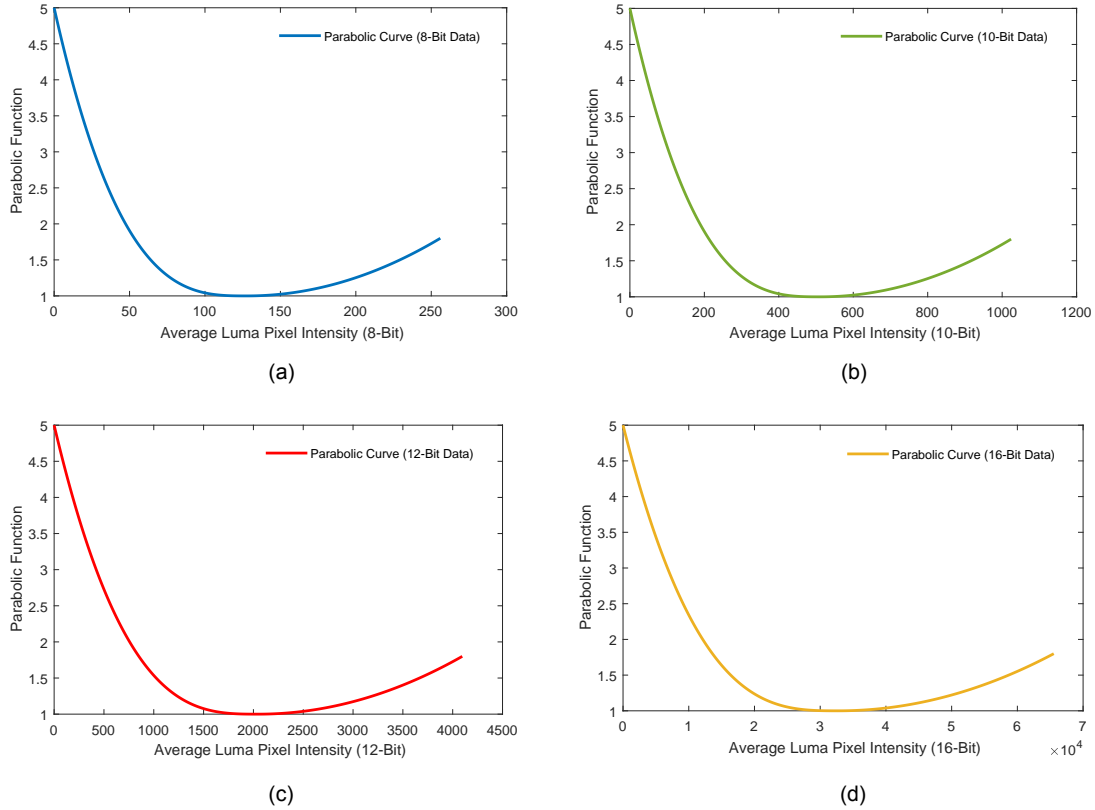 5
4.5
4
3.5
3
2.5
2
1.5
1
Parabolic Function
Parabolic Curve (8-Bit Data)
0 50 100 150 200 250 300
Average Luma Pixel Intensity (8-Bit)
(a)
5
4.5
4
3.5
3
2.5
2
1.5
1
Parabolic Function
Parabolic Curve (10-Bit Data)
0 200 400 600 800 1000 1200
Average Luma Pixel Intensity (10-Bit)
(b)
5
4.5
4
3.5
3
2.5
2
1.5
1
Parabolic Function
Parabolic Curve (12-Bit Data)
0 500 1000 1500 2000 2500 3000 3500 4000 4500
Average Luma Pixel Intensity (12-Bit)
(c)
5
4.5
4
3.5
3
2.5
2
1.5
1
Parabolic Function
Parabolic Curve (16-Bit Data)
0 1 2 3 4 5 6 7
Average Luma Pixel Intensity (16-Bit) ×10⁴
(d)